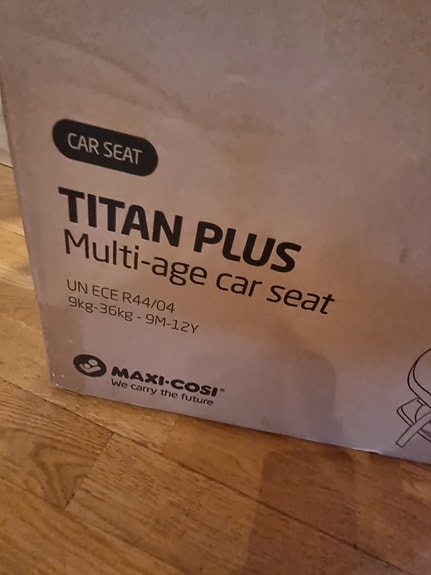 CAR SEAT
TITAN PLUS
Multi-age car seat
UN ECE R44/04
9kg-36kg - 9M-12Y
MAXI-COSI®
We carry the future